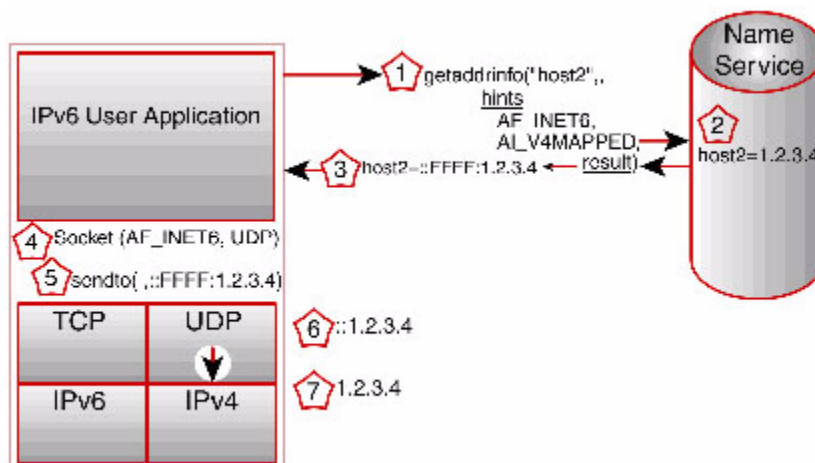 Name
Service
1
getaddrinfo("host2",,
hints
AF_INET6,
AI_V4MAPPED,
result)
2
host2=1.2.3.4
3
host2=::FFFF:1.2.3.4
IPv6 User Application
4
Socket (AF_INET6, UDP)
5
sendto( ,::FFFF:1.2.3.4)
TCP
UDP
6
::1.2.3.4
IPv6
IPv4
7
1.2.3.4